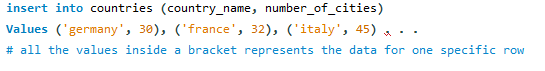 insert into countries (country_name, number_of_cities)
Values ('germany', 30), ('france', 32), ('italy', 45) . . .
# all the values inside a bracket represents the data for one specific row